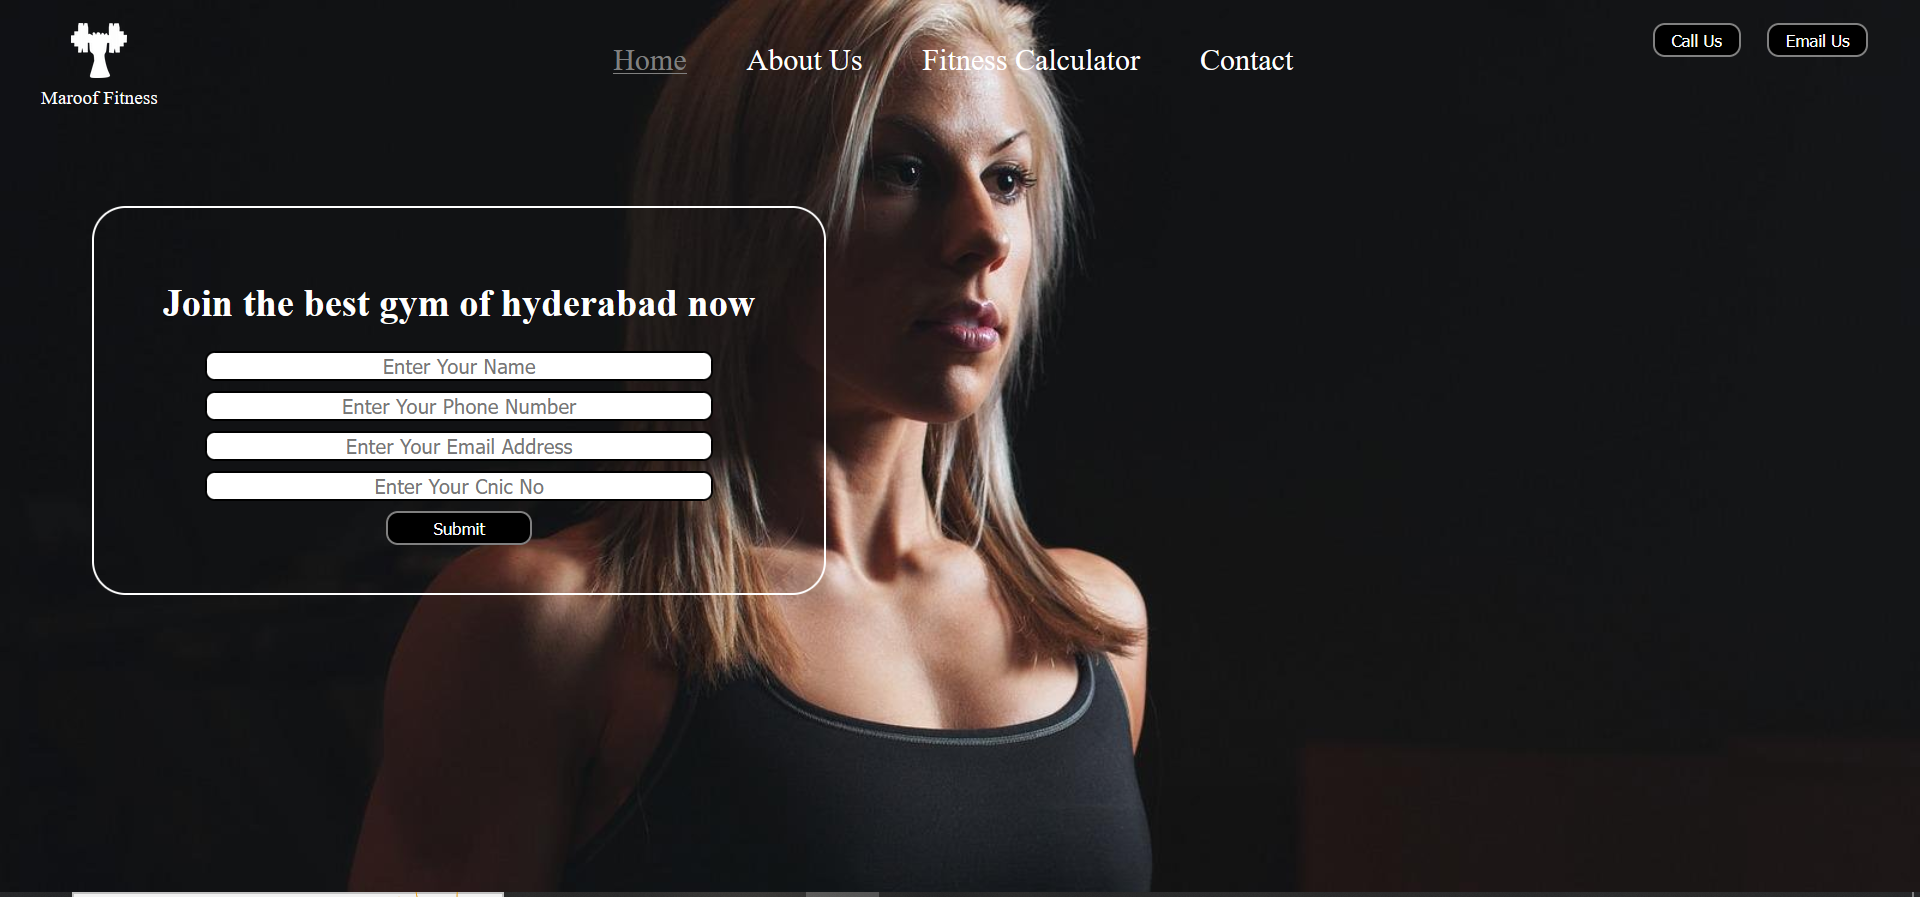 Maroof Fitness
Home About Us Fitness Calculator Contact
Call Us Email Us
Join the best gym of hyderabad now
Enter Your Name
Enter Your Phone Number
Enter Your Email Address
Enter Your Cnic No
Submit